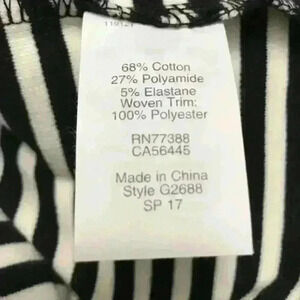 68% Cotton
27% Polyamide
5% Elastane
Woven Trim:
100% Polyester
RN77388
CA56445
Made in China
Style G2688
SP 17